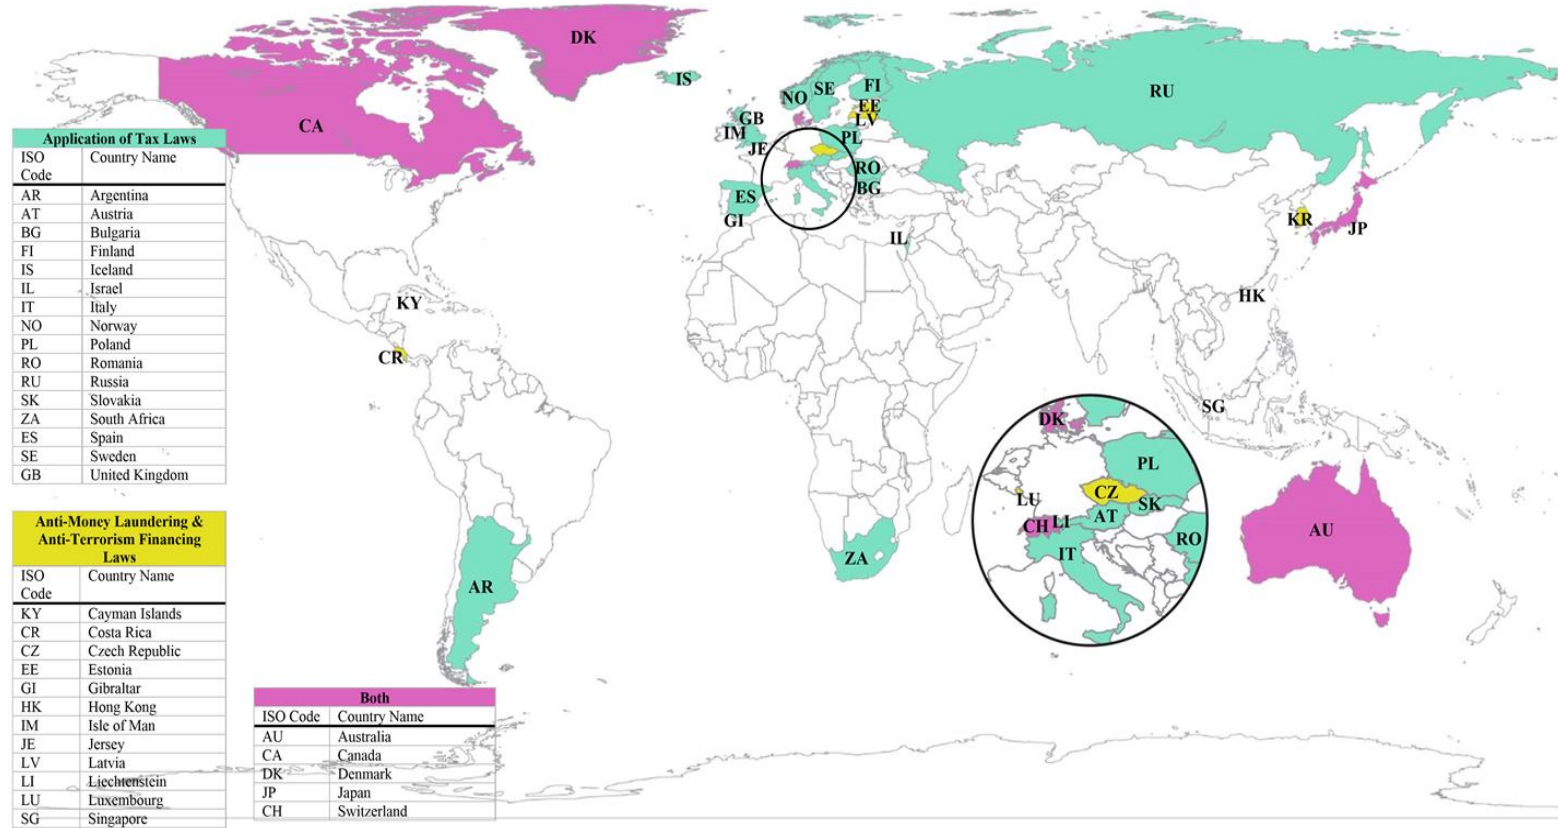 DK
IS
SE
FI
NO
RU
EE
GB
LV
CA
IM
PL
JE
RO
BG
ES
GI
KR
JP
IL
HK
KY
CR
SG
AR
ZA
AU
DK
PL
CZ
LU
SK
CH
LI
AT
RO
IT
Application of Tax Laws
ISO Code Country Name
AR Argentina
AT Austria
BG Bulgaria
FI Finland
IS Iceland
IL Israel
IT Italy
NO Norway
PL Poland
RO Romania
RU Russia
SK Slovakia
ZA South Africa
ES Spain
SE Sweden
GB United Kingdom
Anti-Money Laundering &
Anti-Terrorism Financing
Laws
ISO Code Country Name
KY Cayman Islands
CR Costa Rica
CZ Czech Republic
EE Estonia
GI Gibraltar
HK Hong Kong
IM Isle of Man
JE Jersey
LV Latvia
LI Liechtenstein
LU Luxembourg
SG Singapore
Both
ISO Code Country Name
AU Australia
CA Canada
DK Denmark
JP Japan
CH Switzerland